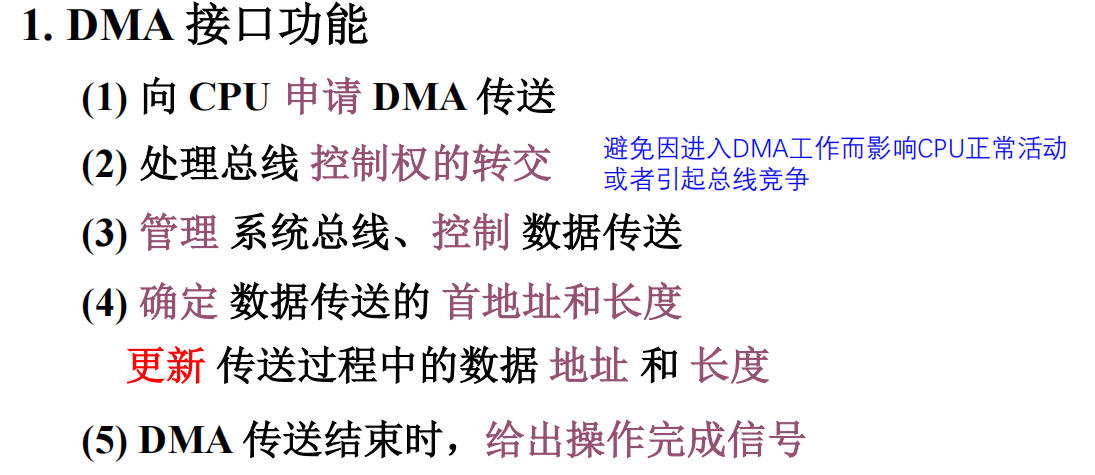 1. DMA 接口功能
(1) 向 CPU 申请 DMA 传送
(2) 处理总线 控制权的转交
避免因进入DMA工作而影响CPU正常活动
或者引起总线竞争
(3) 管理 系统总线、控制 数据传送
(4) 确定 数据传送的 首地址和长度
更新 传送过程中的数据 地址 和 长度
(5) DMA 传送结束时，给出操作完成信号